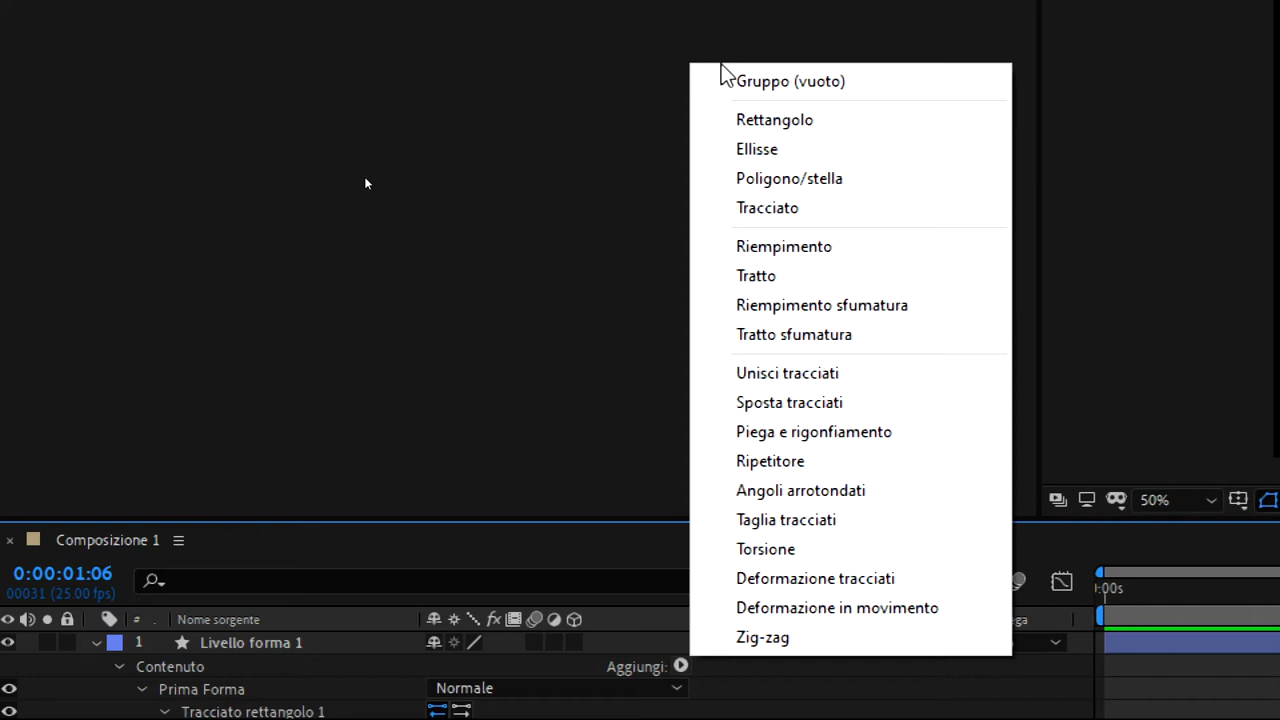 Gruppo (vuoto)
Rettangolo
Ellisse
Poligono/stella
Tracciato
Riempimento
Tratto
Riempimento sfumatura
Tratto sfumatura
Unisci tracciati
Sposta tracciati
Piega e rigonfiamento
Ripetitore
Angoli arrotondati
Taglia tracciati
Torsione
Deformazione tracciati
Deformazione in movimento
Zig-zag
50%
× Composizione 1
0:00:01:06
00031 (25.00 fps)
:00s
# Nome sorgente fx
1 Livello forma 1
Contenuto Aggiungi:
Prima Forma Normale
Tracciato rettangolo 1